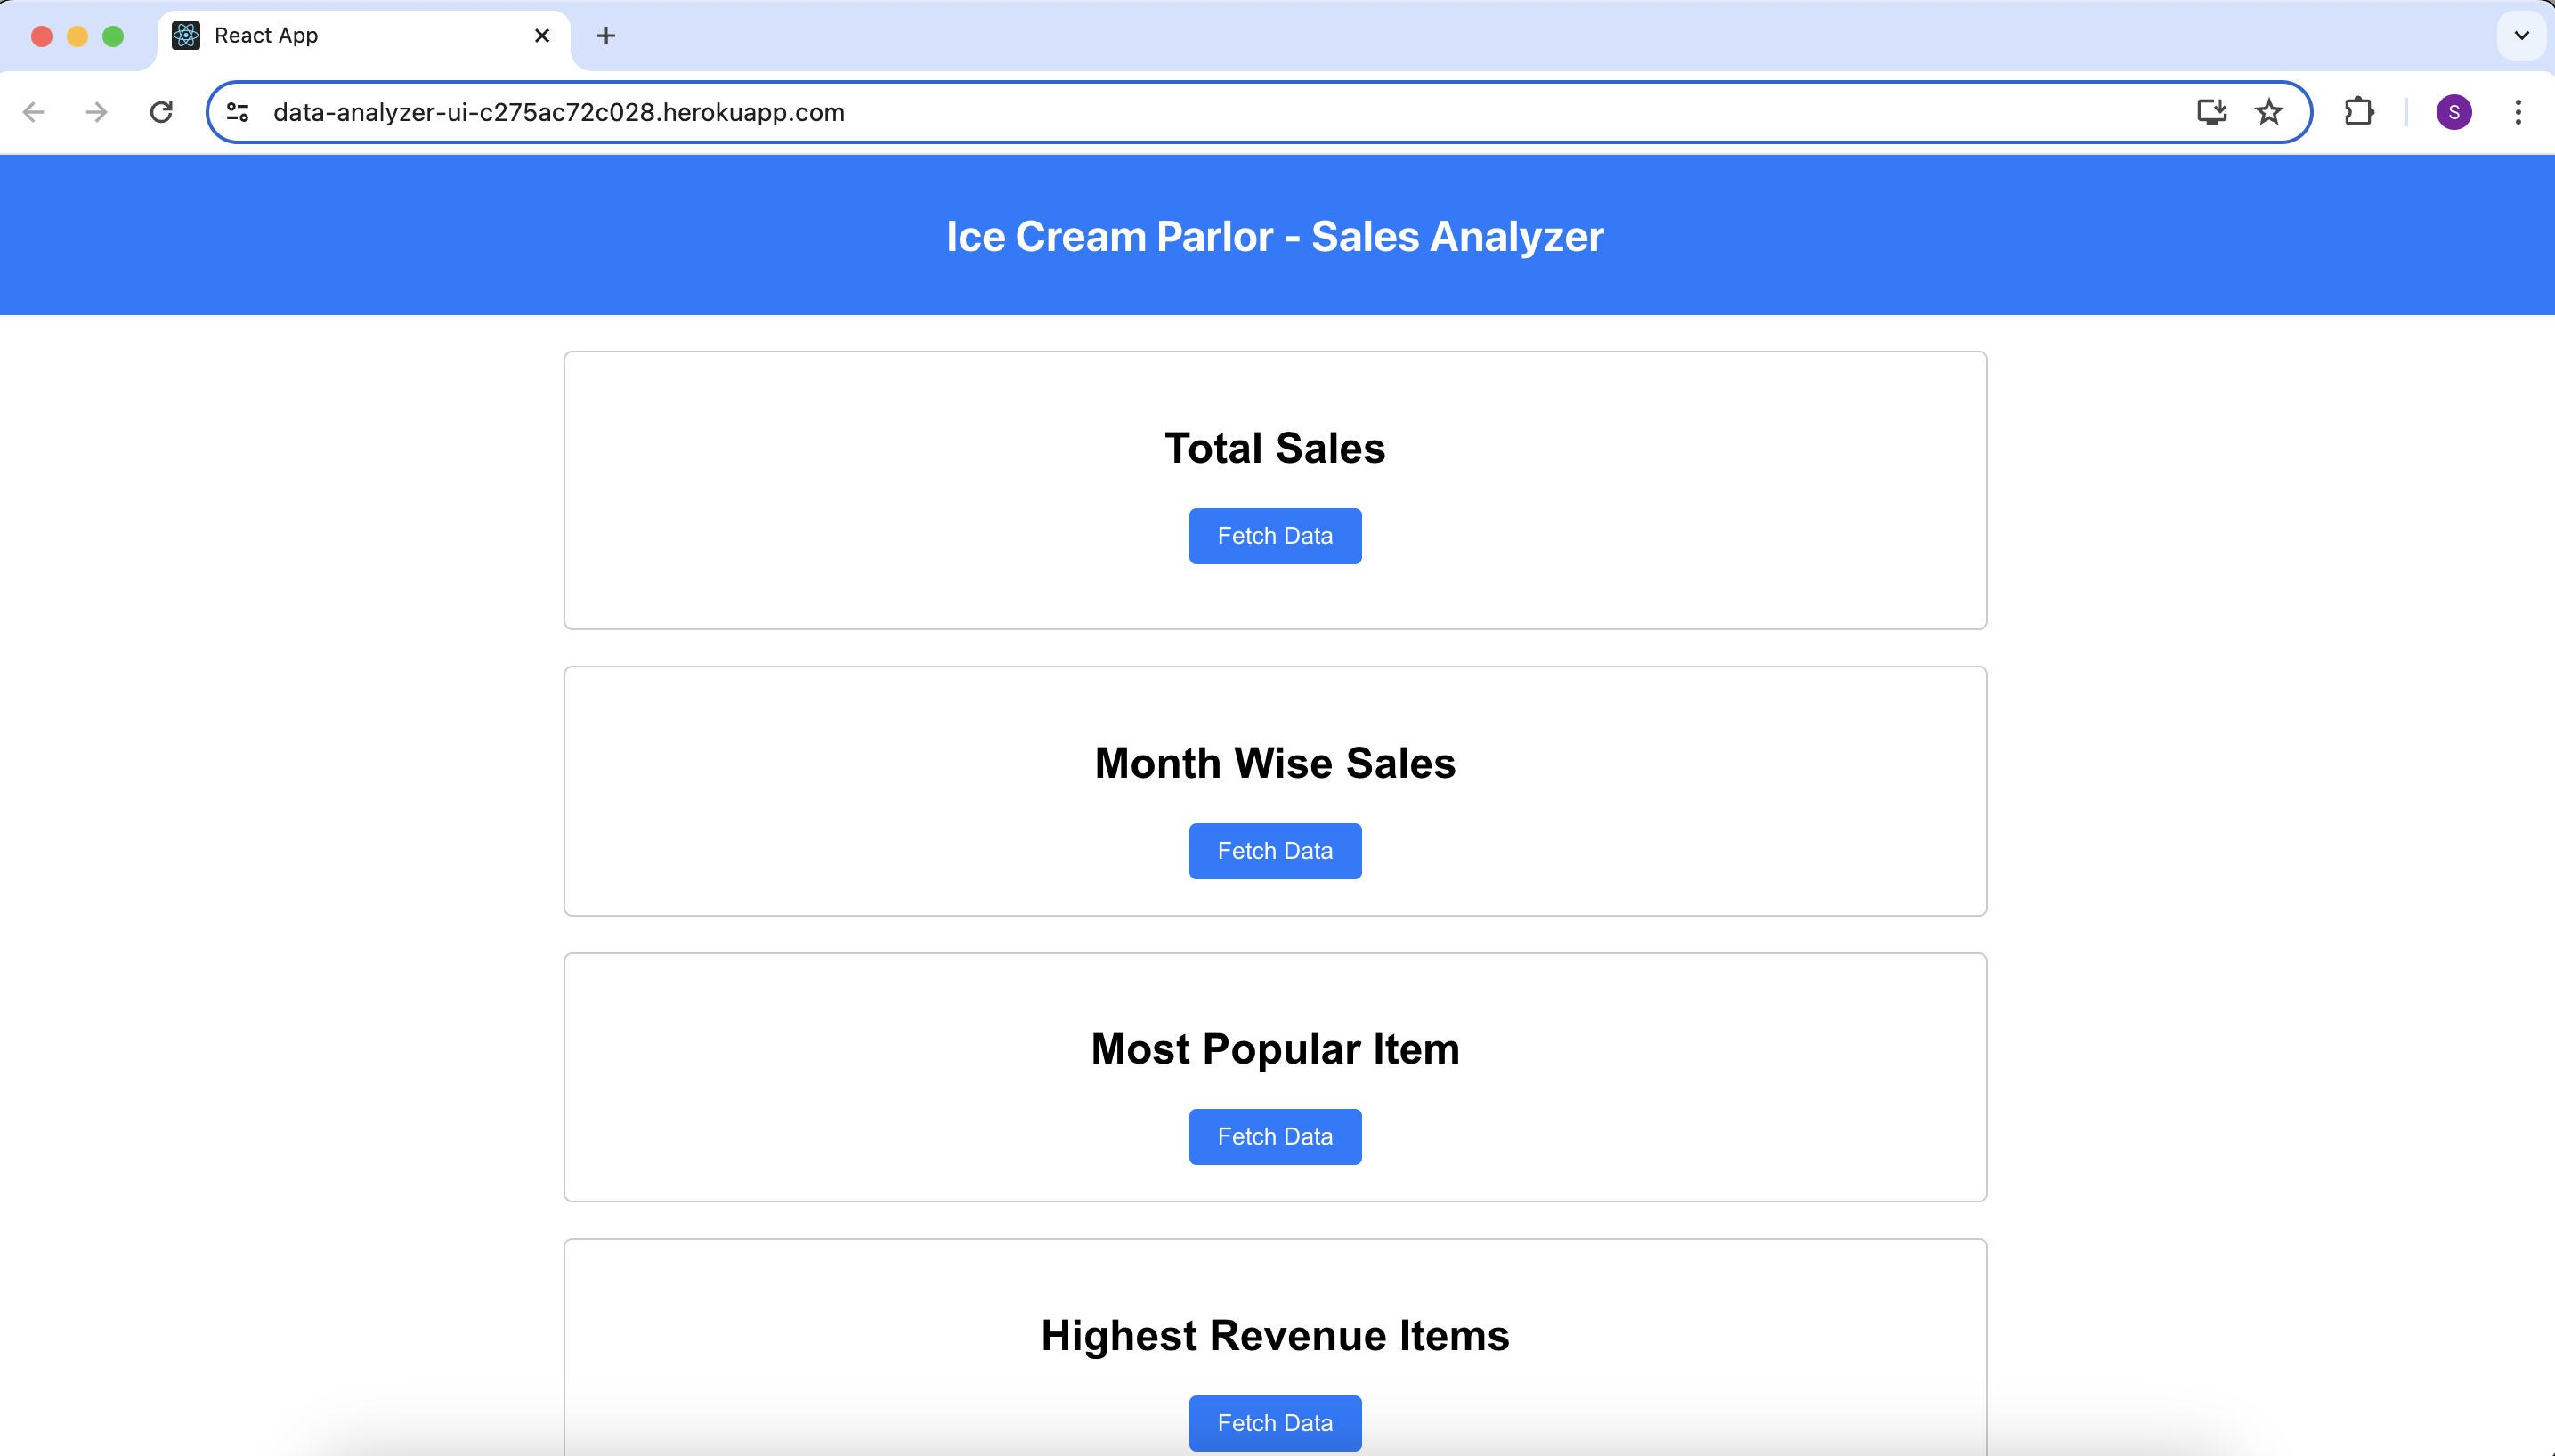 React App
data-analyzer-ui-c275ac72c028.herokuapp.com
S
Ice Cream Parlor - Sales Analyzer
Total Sales
Fetch Data
Month Wise Sales
Fetch Data
Most Popular Item
Fetch Data
Highest Revenue Items
Fetch Data